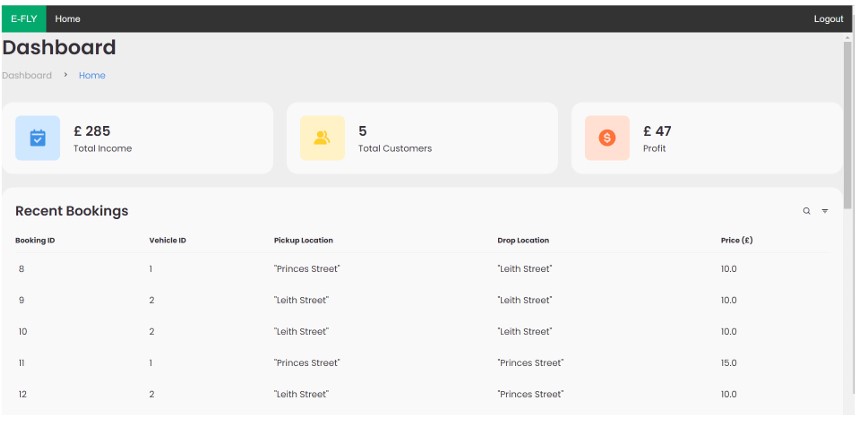 E-FLY Home Logout
Dashboard
Dashboard > Home
£ 285
Total Income
5
Total Customers
£ 47
Profit
Recent Bookings
Booking ID Vehicle ID Pickup Location Drop Location Price (£)
8 1 "Princes Street" "Leith Street" 10.0
9 2 "Leith Street" "Leith Street" 10.0
10 2 "Leith Street" "Leith Street" 10.0
11 1 "Princes Street" "Princes Street" 15.0
12 2 "Leith Street" "Princes Street" 10.0